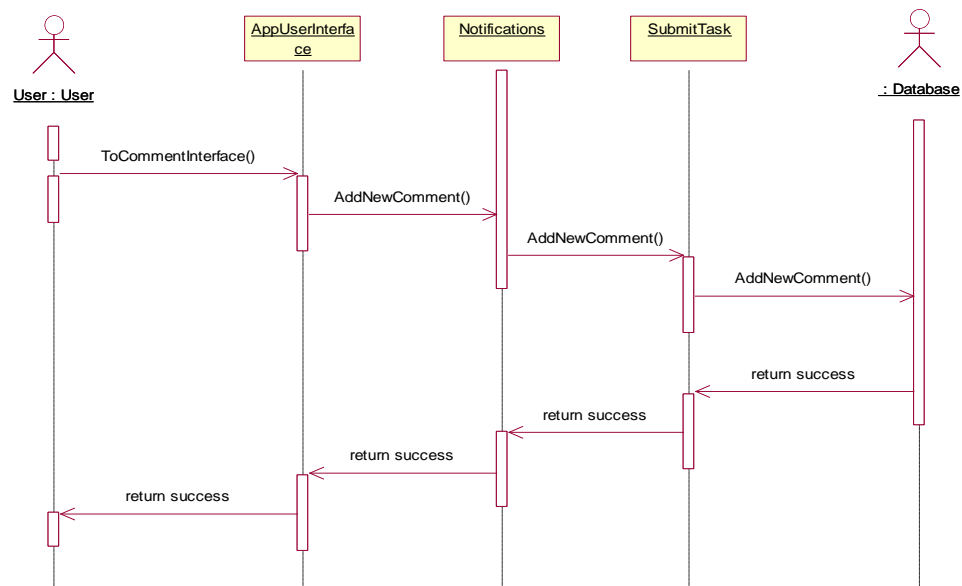 AppUserInterfa
ce
Notifications
SubmitTask
User : User
: Database
ToCommentInterface()
AddNewComment()
AddNewComment()
AddNewComment()
return success
return success
return success
return success